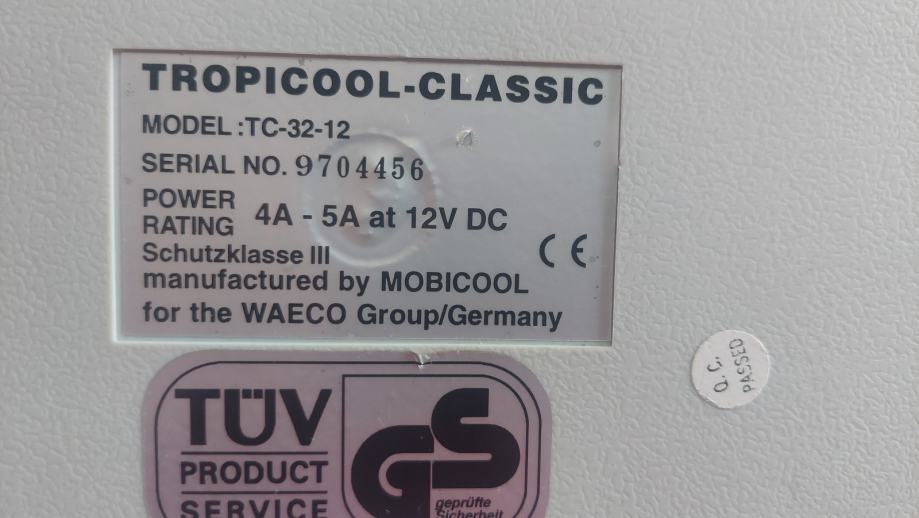 TROPICOOL-CLASSIC
MODEL :TC-32-12
SERIAL NO. 9704456
POWER RATING 4A - 5A at 12V DC
Schutzklasse III
CE
manufactured by MOBICOOL
for the WAECO Group/Germany
Q.C.
PASSED
TÜV
PRODUCT
SERVICE
GS
geprüfte
Sicherheit